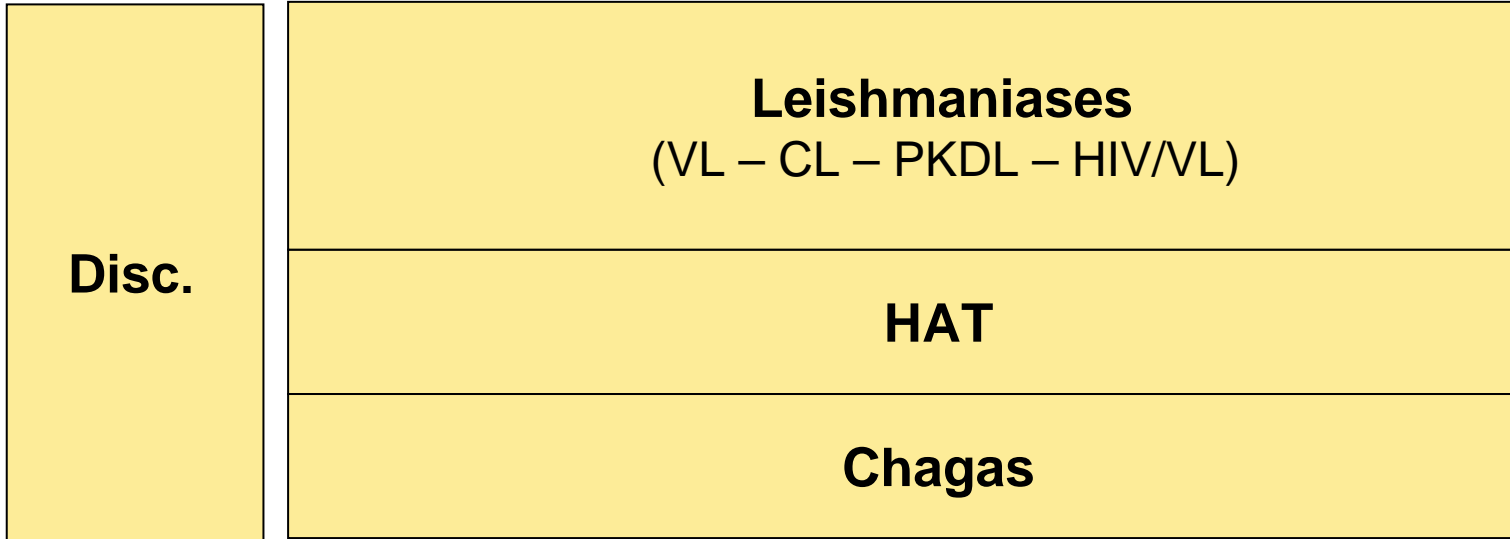 Disc.
Leishmaniases
(VL – CL – PKDL – HIV/VL)
HAT
Chagas